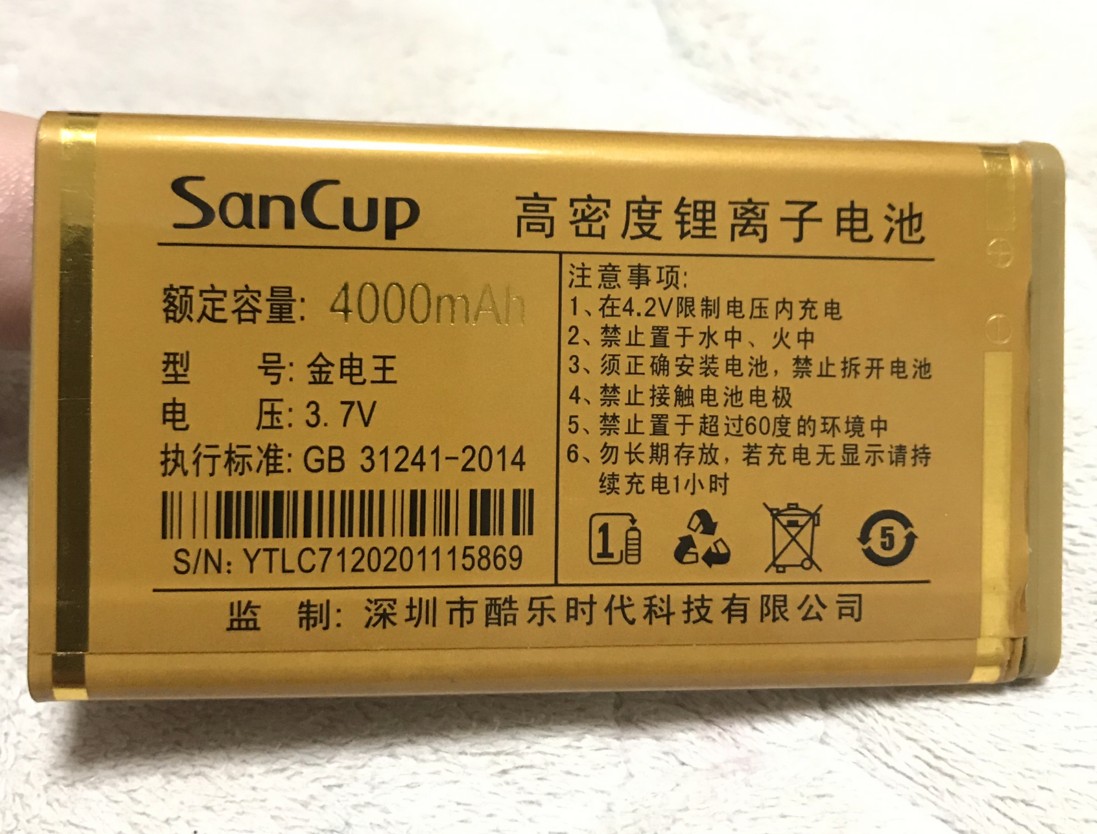 SanCup
高密度锂离子电池
额定容量: 4000mAh
型 号: 金电王
电 压: 3.7V
执行标准: GB 31241-2014
S/N: YTLC7120201115869
注意事项:
1、在4.2V限制电压内充电
2、禁止置于水中、火中
3、须正确安装电池，禁止拆开电池
4、禁止接触电池电极
5、禁止置于超过60度的环境中
6、勿长期存放，若充电无显示请持
续充电1小时
1
5
监 制: 深圳市酷乐时代科技有限公司
+
-